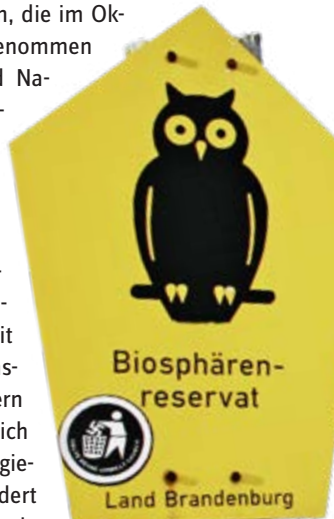 n, die im Ok-
enommen
d Na-
-
-
it
s-
ern
ich
gie-
dert
Biosphären-
reservat
Land Brandenburg